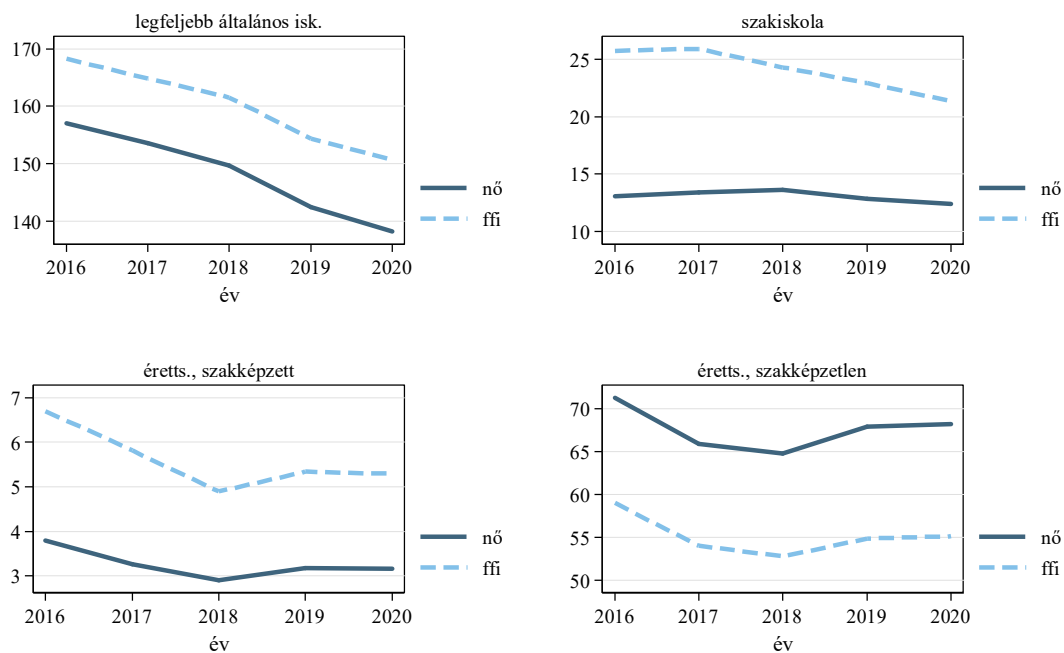 legfeljebb általános isk.
170
160
150
140
2016 2017 2018 2019 2020
év
nő
ffi
szakiskola
25
20
15
10
2016 2017 2018 2019 2020
év
nő
ffi
éretts., szakképzett
7
6
5
4
3
2016 2017 2018 2019 2020
év
nő
ffi
éretts., szakképzetlen
70
65
60
55
50
2016 2017 2018 2019 2020
év
nő
ffi